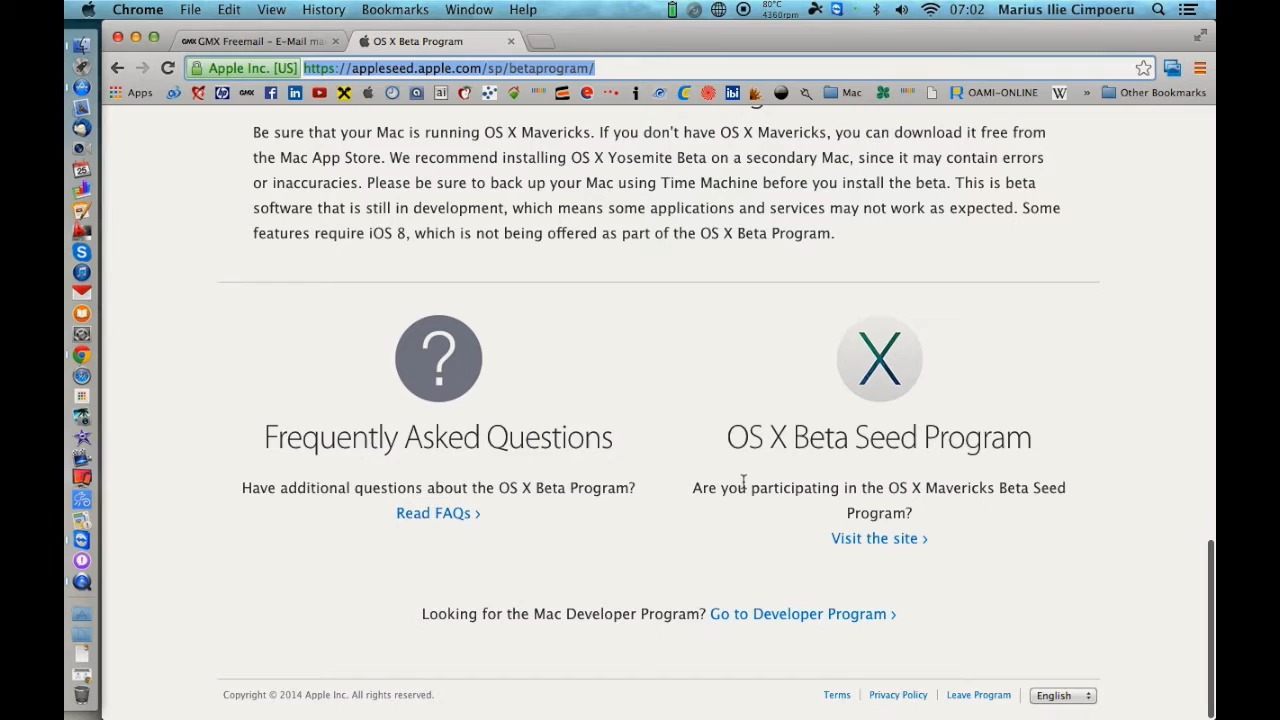 Chrome File Edit View History Bookmarks Window Help 80°C 4360rpm 07:02 Marius Ilie Cimpoeru
GMX Freemail – E-Mail ma × OS X Beta Program ×
Apple Inc. [US] https://appleseed.apple.com/sp/betaprogram/
Apps GMX ai ibi Mac OAMI-ONLINE W » Other Bookmarks
Be sure that your Mac is running OS X Mavericks. If you don't have OS X Mavericks, you can download it free from
the Mac App Store. We recommend installing OS X Yosemite Beta on a secondary Mac, since it may contain errors
or inaccuracies. Please be sure to back up your Mac using Time Machine before you install the beta. This is beta
software that is still in development, which means some applications and services may not work as expected. Some
features require iOS 8, which is not being offered as part of the OS X Beta Program.
? X
Frequently Asked Questions
Have additional questions about the OS X Beta Program?
Read FAQs ›
OS X Beta Seed Program
Are you participating in the OS X Mavericks Beta Seed
Program?
Visit the site ›
Looking for the Mac Developer Program? Go to Developer Program ›
Copyright © 2014 Apple Inc. All rights reserved. Terms Privacy Policy Leave Program English